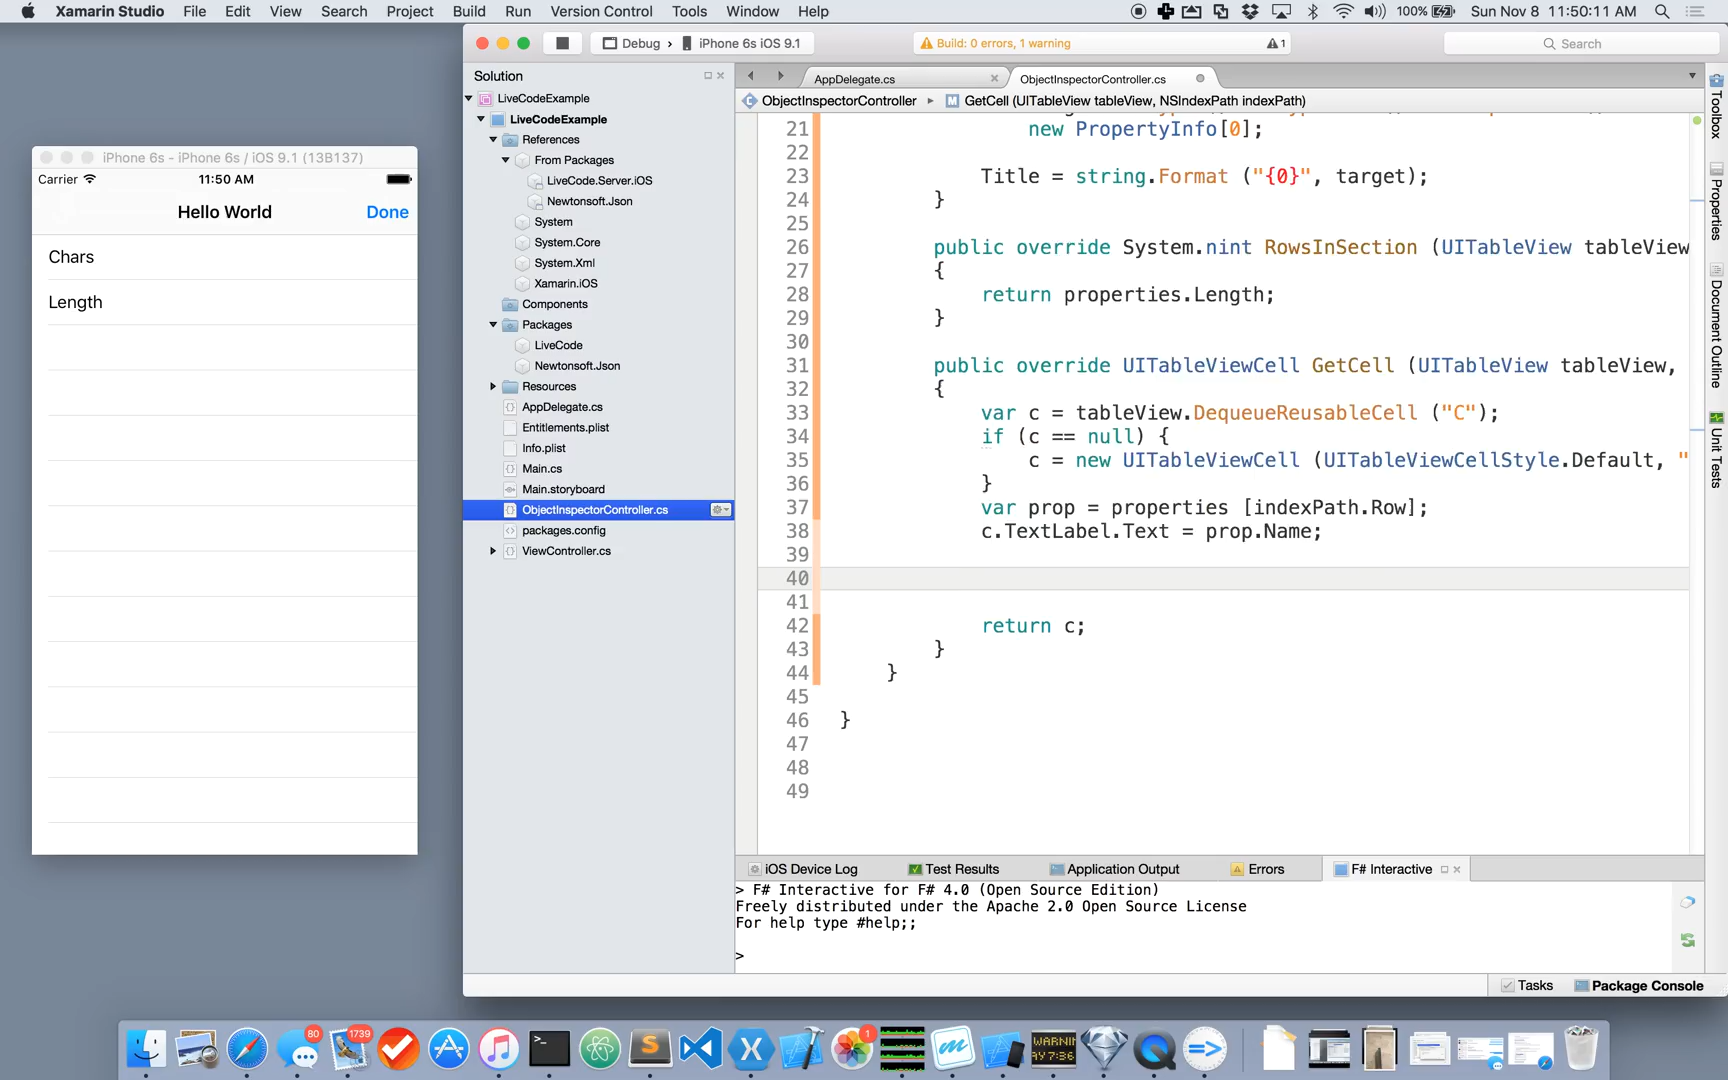 Xamarin Studio File Edit View Search Project Build Run Version Control Tools Window Help 100% Sun Nov 8 11:50:11 AM
Debug › iPhone 6s iOS 9.1
Build: 0 errors, 1 warning 1
Search
Solution
LiveCodeExample
LiveCodeExample
References
From Packages
LiveCode.Server.iOS
Newtonsoft.Json
System
System.Core
System.Xml
Xamarin.iOS
Components
Packages
LiveCode
Newtonsoft.Json
Resources
AppDelegate.cs
Entitlements.plist
Info.plist
Main.cs
Main.storyboard
ObjectInspectorController.cs
packages.config
ViewController.cs
iPhone 6s - iPhone 6s / iOS 9.1 (13B137)
Carrier 11:50 AM
Hello World Done
Chars
Length
AppDelegate.cs ObjectInspectorController.cs
ObjectInspectorController ▸ GetCell (UITableView tableView, NSIndexPath indexPath)
21 new PropertyInfo[0];
22
23 Title = string.Format ("{0}", target);
24 }
25
26 public override System.nint RowsInSection (UITableView tableView
27 {
28 return properties.Length;
29 }
30
31 public override UITableViewCell GetCell (UITableView tableView,
32 {
33 var c = tableView.DequeueReusableCell ("C");
34 if (c == null) {
35 c = new UITableViewCell (UITableViewCellStyle.Default, "
36 }
37 var prop = properties [indexPath.Row];
38 c.TextLabel.Text = prop.Name;
39
40
41
42 return c;
43 }
44 }
45
46 }
47
48
49
Toolbox
Properties
Document Outline
Unit Tests
iOS Device Log Test Results Application Output Errors F# Interactive
> F# Interactive for F# 4.0 (Open Source Edition)
Freely distributed under the Apache 2.0 Open Source License
For help type #help;;
>
Tasks Package Console
80
1739
1
WARNIN
AY 7:36